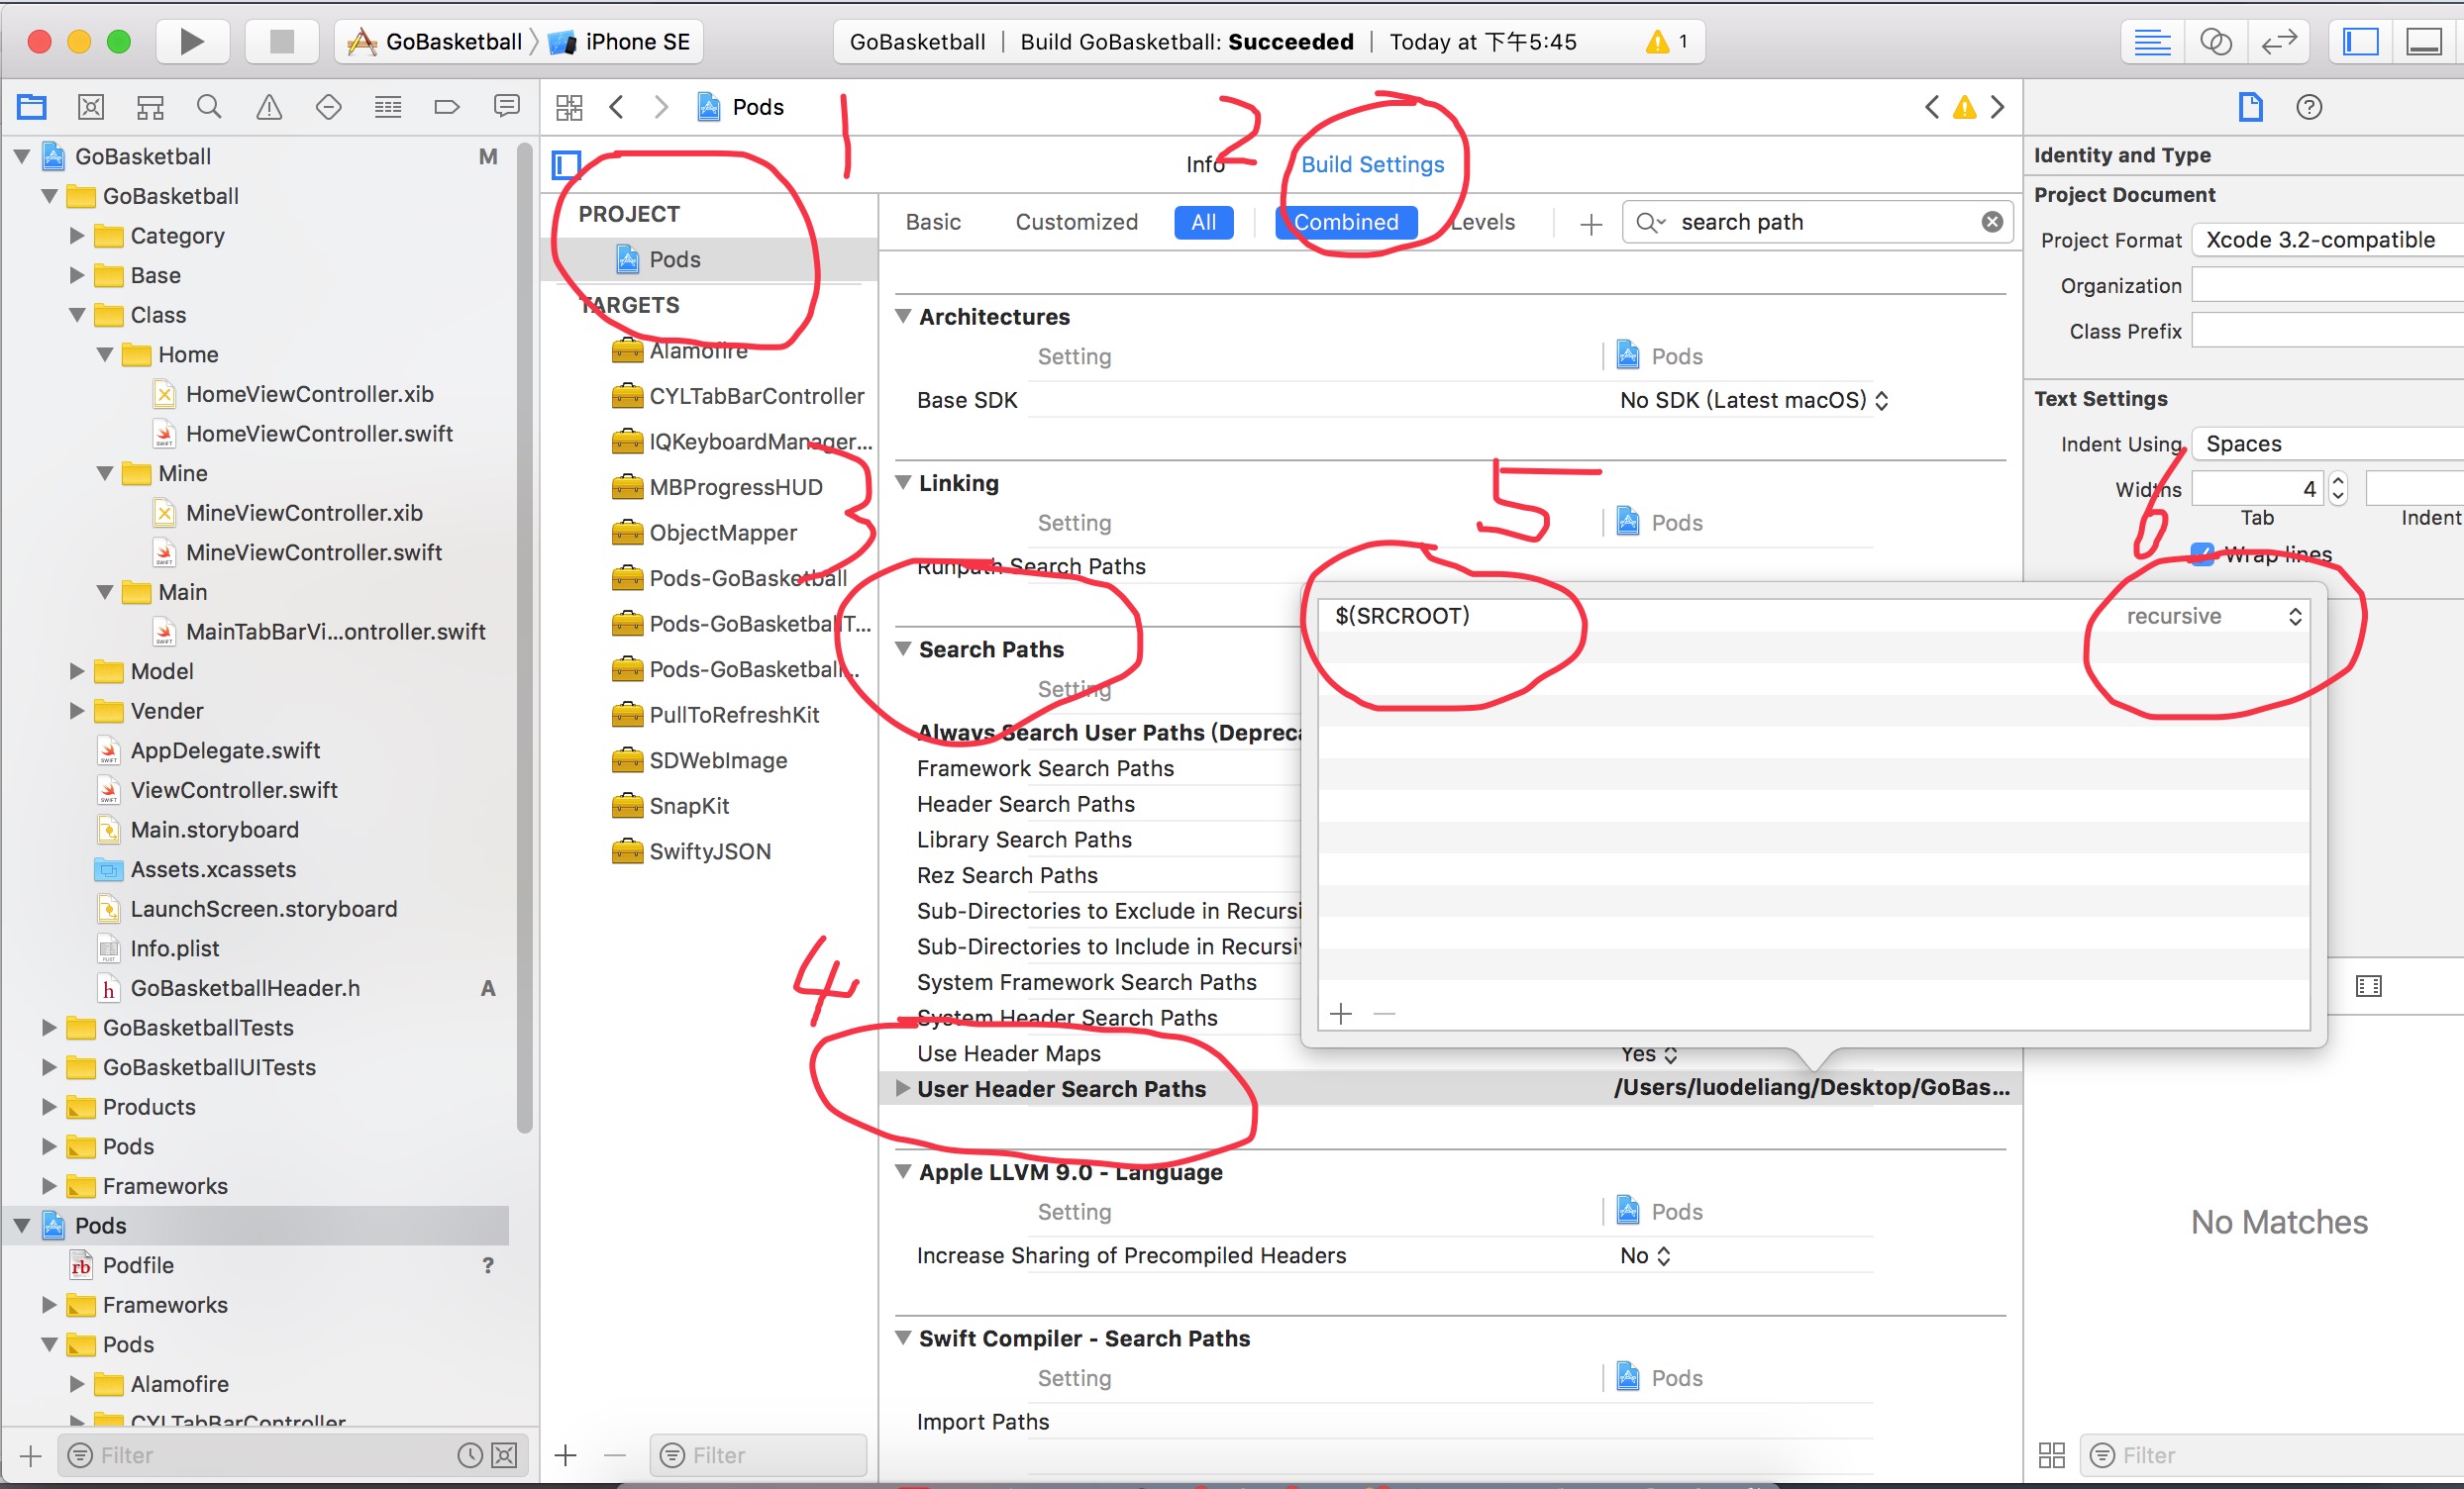 GoBasketball 〉 iPhone SE
GoBasketball | Build GoBasketball: Succeeded | Today at 下午5:45
1
Pods
GoBasketball M
GoBasketball
Category
Base
Class
Home
HomeViewController.xib
HomeViewController.swift
Mine
MineViewController.xib
MineViewController.swift
Main
MainTabBarVi...ontroller.swift
Model
Vender
AppDelegate.swift
ViewController.swift
Main.storyboard
Assets.xcassets
LaunchScreen.storyboard
Info.plist
GoBasketballHeader.h A
GoBasketballTests
GoBasketballUITests
Products
Pods
Frameworks
Pods
Podfile ?
Frameworks
Pods
Alamofire
CYLTabBarController
Filter
1
PROJECT
Pods
TARGETS
Alamofire
CYLTabBarController
IQKeyboardManager...
MBProgressHUD
ObjectMapper
Pods-GoBasketball
Pods-GoBasketballT...
Pods-GoBasketball...
PullToRefreshKit
SDWebImage
SnapKit
SwiftyJSON
3
4
Filter
Info 2 Build Settings
Basic Customized All Combined Levels search path
Architectures
Setting Pods
Base SDK No SDK (Latest macOS)
Linking 5
Setting Pods
Runpath Search Paths
Search Paths
Setting
Always Search User Paths (Depreca
Framework Search Paths
Header Search Paths
Library Search Paths
Rez Search Paths
Sub-Directories to Exclude in Recursi
Sub-Directories to Include in Recursiv
System Framework Search Paths
System Header Search Paths
Use Header Maps Yes
User Header Search Paths /Users/luodeliang/Desktop/GoBas...
$(SRCROOT) recursive
Apple LLVM 9.0 - Language
Setting Pods
Increase Sharing of Precompiled Headers No
Swift Compiler - Search Paths
Setting Pods
Import Paths
Identity and Type
Project Document
Project Format Xcode 3.2-compatible
Organization
Class Prefix
Text Settings
Indent Using Spaces
Widths 4
Tab Indent
6
Wrap lines
No Matches
Filter